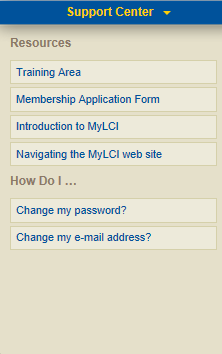 Support Center
Resources
Training Area
Membership Application Form
Introduction to MyLCI
Navigating the MyLCI web site
How Do I ...
Change my password?
Change my e-mail address?